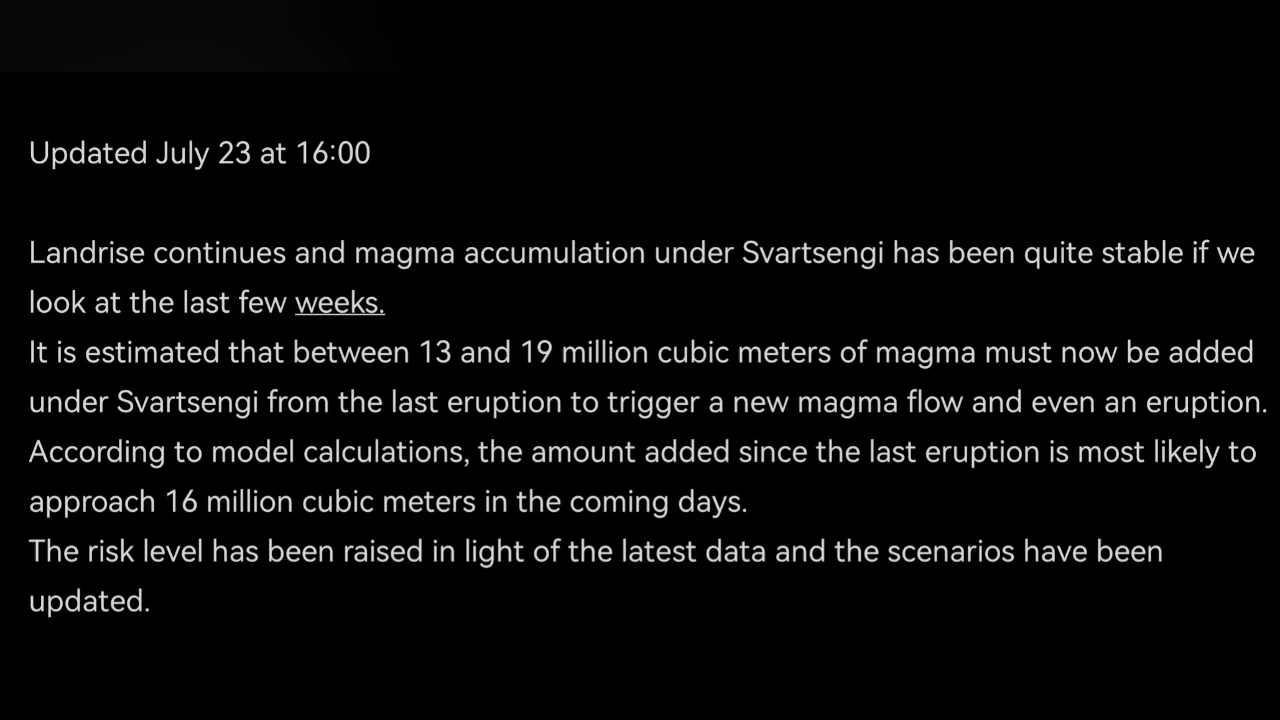 Updated July 23 at 16:00
Landrise continues and magma accumulation under Svartsengi has been quite stable if we
look at the last few weeks.
It is estimated that between 13 and 19 million cubic meters of magma must now be added
under Svartsengi from the last eruption to trigger a new magma flow and even an eruption.
According to model calculations, the amount added since the last eruption is most likely to
approach 16 million cubic meters in the coming days.
The risk level has been raised in light of the latest data and the scenarios have been
updated.